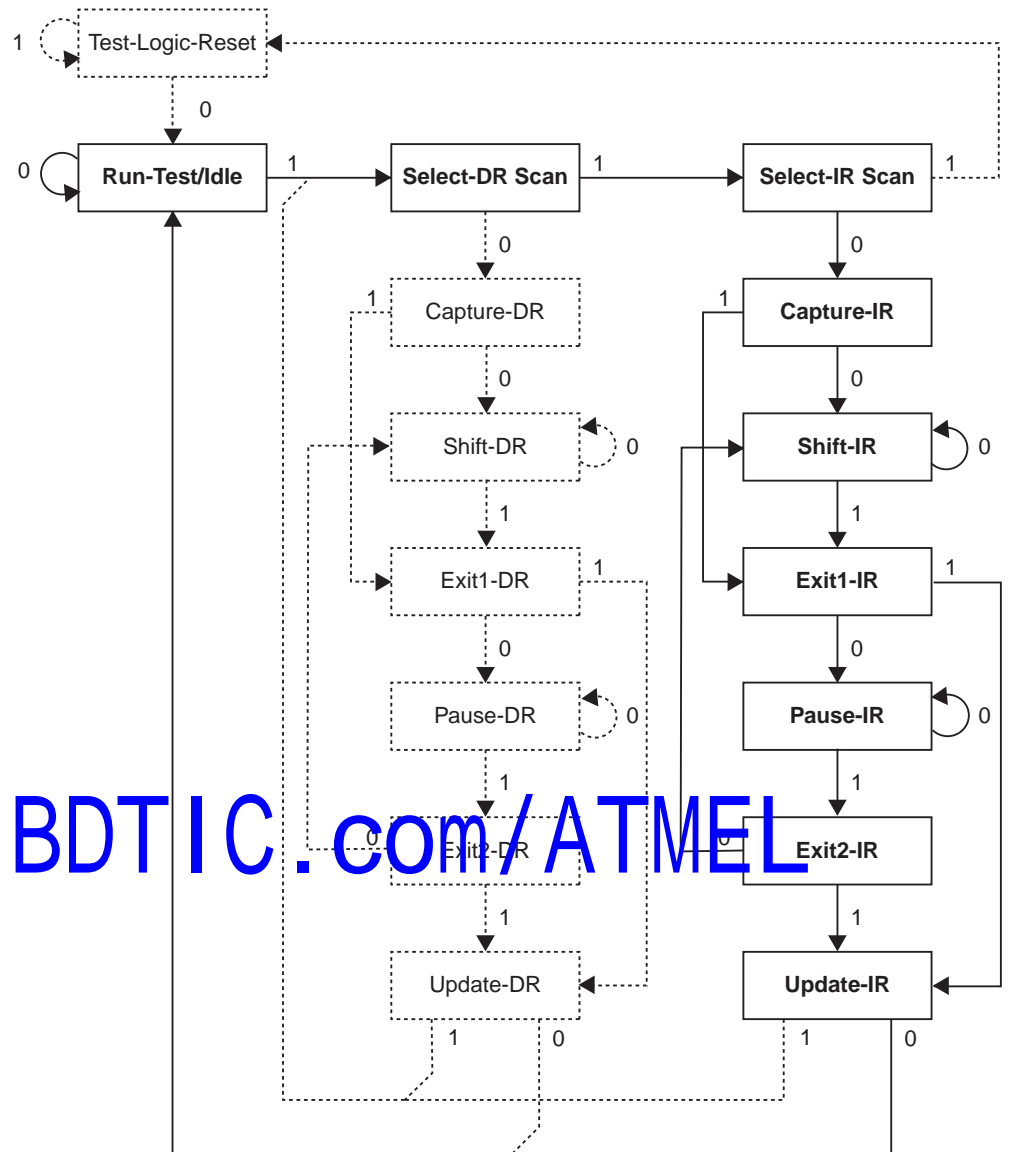 1
Test-Logic-Reset
0
0
Run-Test/Idle
1
Select-DR Scan
1
Select-IR Scan
1
0
0
1
Capture-DR
1
Capture-IR
0
0
Shift-DR
0
Shift-IR
0
1
1
Exit1-DR
1
Exit1-IR
1
0
0
Pause-DR
0
Pause-IR
0
1
1
BDTIC.com/ATMEL
0
Exit2-DR
0
Exit2-IR
1
1
Update-DR
Update-IR
1
0
1
0